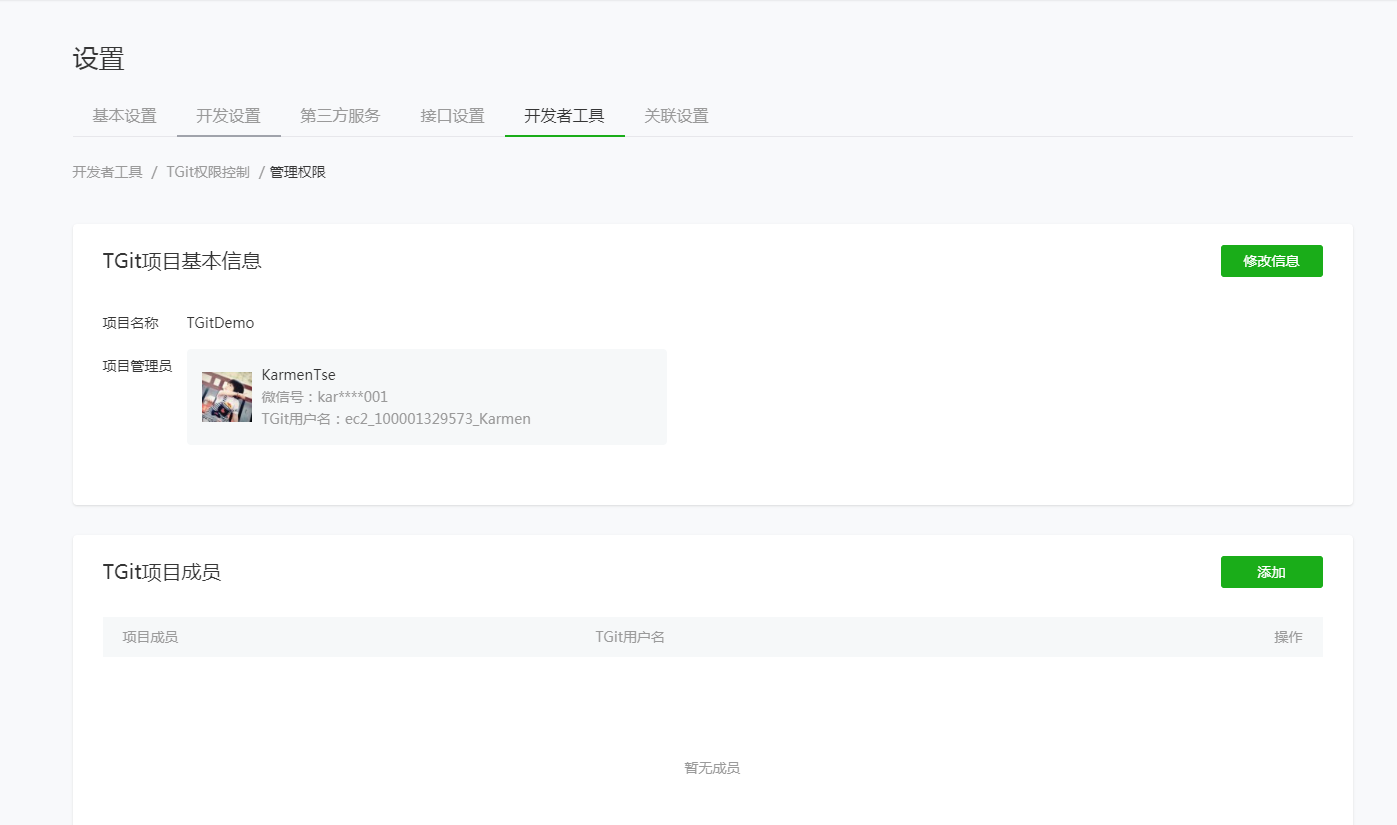 设置
基本设置 开发设置 第三方服务 接口设置 开发者工具 关联设置
开发者工具 / TGit权限控制 / 管理权限
TGit项目基本信息 修改信息
项目名称 TGitDemo
项目管理员 KarmenTse
微信号：kar****001
TGit用户名：ec2_100001329573_Karmen
TGit项目成员 添加
项目成员 TGit用户名 操作
暂无成员